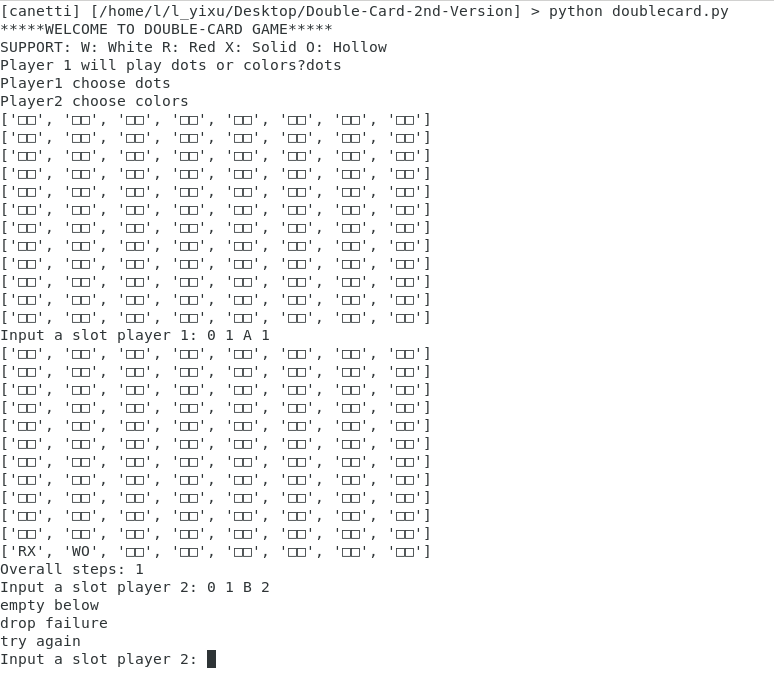 [canetti] [/home/l/l_yixu/Desktop/Double-Card-2nd-Version] > python doublecard.py
*****WELCOME TO DOUBLE-CARD GAME*****
SUPPORT: W: White R: Red X: Solid O: Hollow
Player 1 will play dots or colors?dots
Player1 choose dots
Player2 choose colors
['□□', '□□', '□□', '□□', '□□', '□□', '□□', '□□']
['□□', '□□', '□□', '□□', '□□', '□□', '□□', '□□']
['□□', '□□', '□□', '□□', '□□', '□□', '□□', '□□']
['□□', '□□', '□□', '□□', '□□', '□□', '□□', '□□']
['□□', '□□', '□□', '□□', '□□', '□□', '□□', '□□']
['□□', '□□', '□□', '□□', '□□', '□□', '□□', '□□']
['□□', '□□', '□□', '□□', '□□', '□□', '□□', '□□']
['□□', '□□', '□□', '□□', '□□', '□□', '□□', '□□']
['□□', '□□', '□□', '□□', '□□', '□□', '□□', '□□']
['□□', '□□', '□□', '□□', '□□', '□□', '□□', '□□']
['□□', '□□', '□□', '□□', '□□', '□□', '□□', '□□']
['□□', '□□', '□□', '□□', '□□', '□□', '□□', '□□']
Input a slot player 1: 0 1 A 1
['□□', '□□', '□□', '□□', '□□', '□□', '□□', '□□']
['□□', '□□', '□□', '□□', '□□', '□□', '□□', '□□']
['□□', '□□', '□□', '□□', '□□', '□□', '□□', '□□']
['□□', '□□', '□□', '□□', '□□', '□□', '□□', '□□']
['□□', '□□', '□□', '□□', '□□', '□□', '□□', '□□']
['□□', '□□', '□□', '□□', '□□', '□□', '□□', '□□']
['□□', '□□', '□□', '□□', '□□', '□□', '□□', '□□']
['□□', '□□', '□□', '□□', '□□', '□□', '□□', '□□']
['□□', '□□', '□□', '□□', '□□', '□□', '□□', '□□']
['□□', '□□', '□□', '□□', '□□', '□□', '□□', '□□']
['□□', '□□', '□□', '□□', '□□', '□□', '□□', '□□']
['RX', 'WO', '□□', '□□', '□□', '□□', '□□', '□□']
Overall steps: 1
Input a slot player 2: 0 1 B 2
empty below
drop failure
try again
Input a slot player 2: